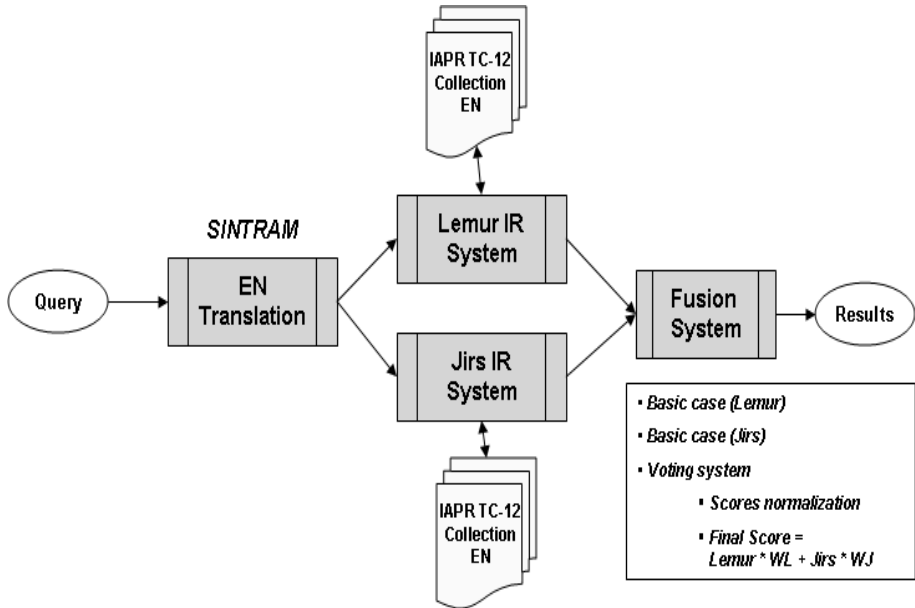 IAPR TC-12
Collection
EN
SINTRAM
Query
EN
Translation
Lemur IR
System
Jirs IR
System
Fusion
System
Results
IAPR TC-12
Collection
EN
▪ Basic case (Lemur)
▪ Basic case (Jirs)
▪ Voting system
▪ Scores normalization
▪ Final Score =
Lemur * WL + Jirs * WJ